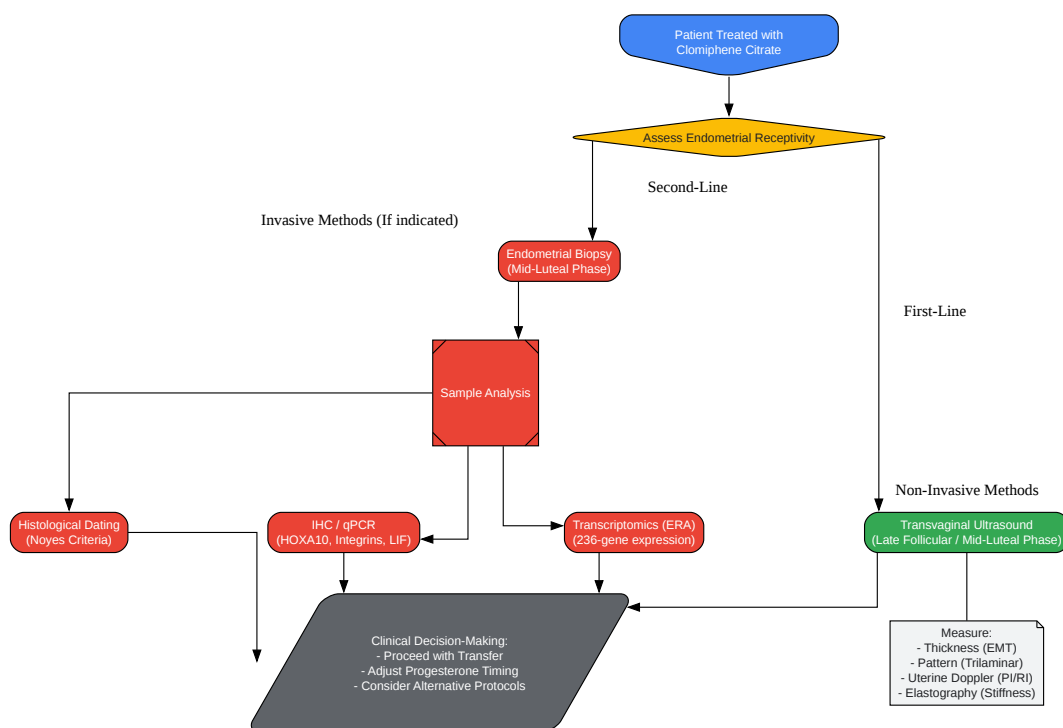 Patient Treated with
Clomiphene Citrate
Assess Endometrial Receptivity
Second-Line
Invasive Methods (If indicated)
Endometrial Biopsy
(Mid-Luteal Phase)
First-Line
Sample Analysis
Non-Invasive Methods
Histological Dating
(Noyes Criteria)
IHC / qPCR
(HOXA10, Integrins, LIF)
Transcriptomics (ERA)
(236-gene expression)
Transvaginal Ultrasound
(Late Follicular / Mid-Luteal Phase)
Clinical Decision-Making:
- Proceed with Transfer
- Adjust Progesterone Timing
- Consider Alternative Protocols
Measure:
- Thickness (EMT)
- Pattern (Trilaminar)
- Uterine Doppler (PI/RI)
- Elastography (Stiffness)